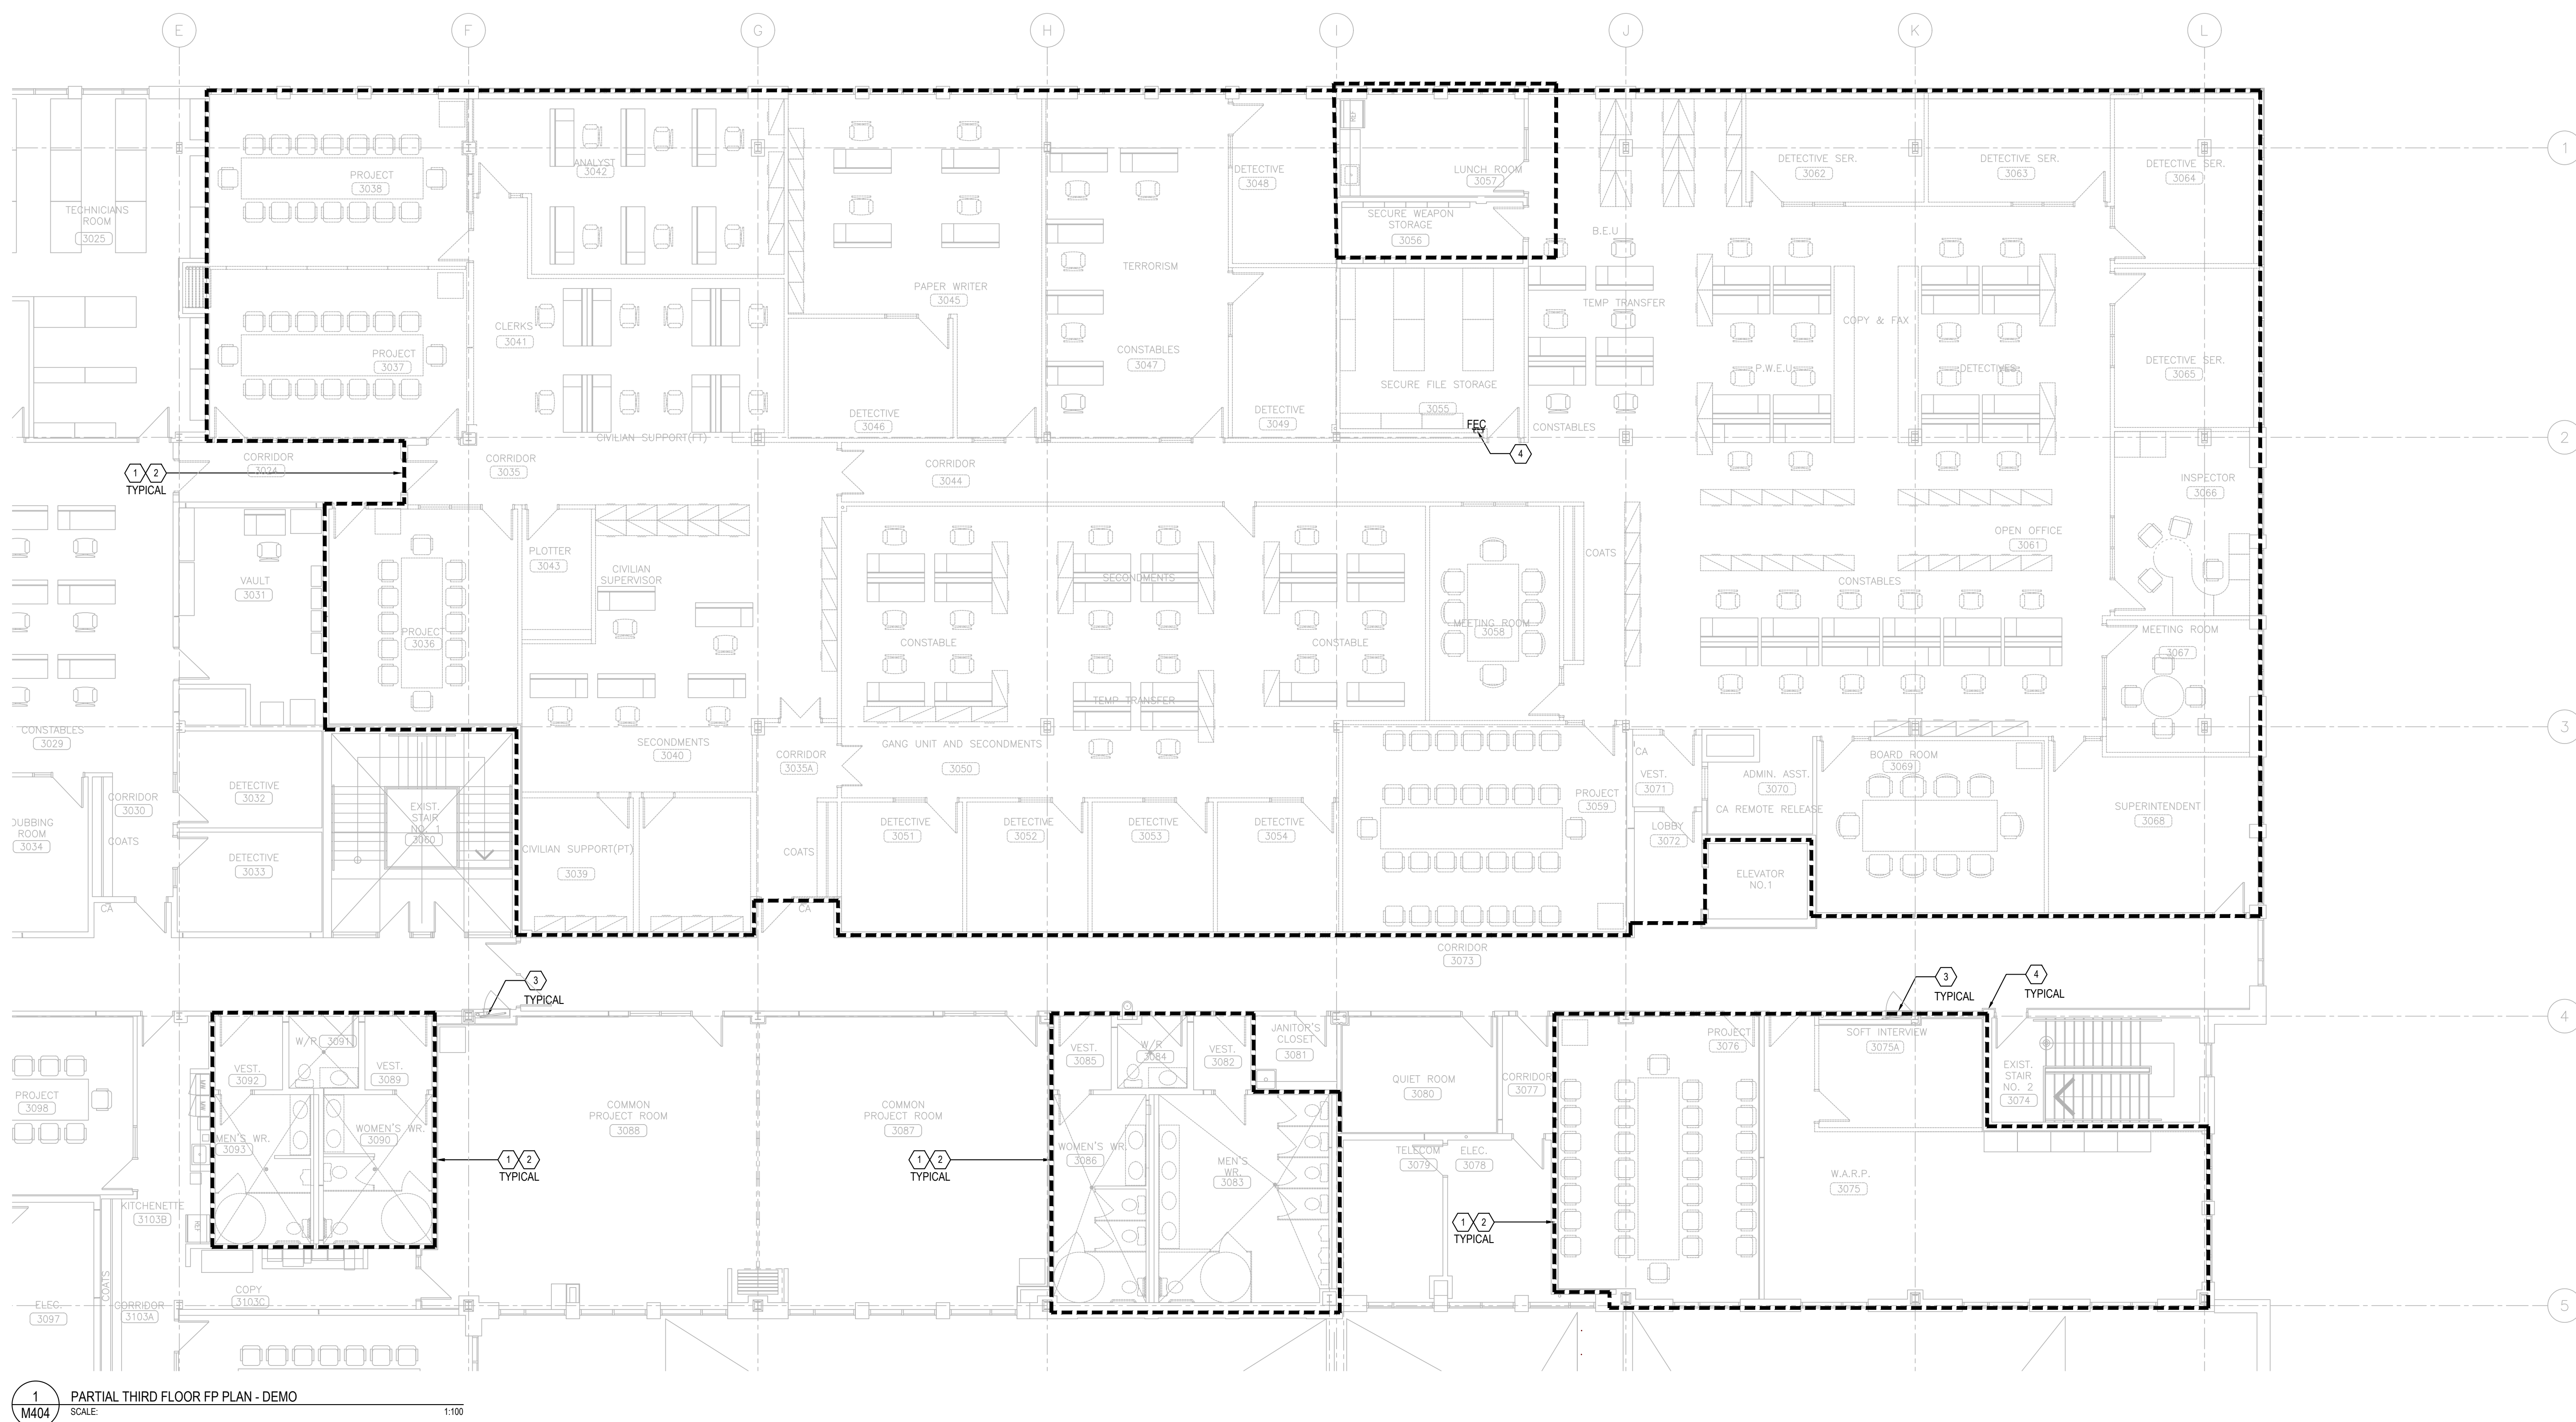 E
F
G
H
I
J
K
L
1
2
3
4
5
TECHNICIANS
ROOM
3025
PROJECT
3038
PROJECT
3037
ANALYST
3042
CLERKS
3041
CIVILIAN SUPPORT(FT)
PAPER WRITER
3045
DETECTIVE
3046
TERRORISM
CONSTABLES
3047
DETECTIVE
3048
DETECTIVE
3049
REF
LUNCH ROOM
3057
SECURE WEAPON
STORAGE
3056
SECURE FILE STORAGE
3055
FEC
4
B.E.U
TEMP TRANSFER
CONSTABLES
DETECTIVE SER.
3062
DETECTIVE SER.
3063
DETECTIVE SER.
3064
COPY & FAX
P.W.E.U.
DETECTIVES
DETECTIVE SER.
3065
INSPECTOR
3066
OPEN OFFICE
3061
CONSTABLES
MEETING ROOM
3067
CORRIDOR
3024
1 2
TYPICAL
CORRIDOR
3035
CORRIDOR
3044
VAULT
3031
PROJECT
3036
PLOTTER
3043
CIVILIAN
SUPERVISOR
SECONDMENTS
3040
CONSTABLE
SECONDMENTS
CONSTABLE
TEMP TRANSFER
GANG UNIT AND SECONDMENTS
3050
MEETING ROOM
3058
COATS
CONSTABLES
3029
CORRIDOR
3030
COATS
CA
DUBBING
ROOM
3034
DETECTIVE
3032
DETECTIVE
3033
EXIST.
STAIR
NO. 1
3060
CIVILIAN SUPPORT(PT)
3039
CORRIDOR
3035A
COATS
CA
DETECTIVE
3051
DETECTIVE
3052
DETECTIVE
3053
DETECTIVE
3054
PROJECT
3059
CA
VEST.
3071
LOBBY
3072
ADMIN. ASST.
3070
CA REMOTE RELEASE
ELEVATOR
NO.1
BOARD ROOM
3069
SUPERINTENDENT
3068
CORRIDOR
3073
3
TYPICAL
3
TYPICAL
4
TYPICAL
PROJECT
3098
W/R
3091
VEST.
3092
VEST.
3089
MEN'S WR.
3093
WOMEN'S WR.
3090
1 2
TYPICAL
COMMON
PROJECT ROOM
3088
COMMON
PROJECT ROOM
3087
1 2
TYPICAL
VEST.
3085
W/R
3084
VEST.
3082
JANITOR'S
CLOSET
3081
WOMEN'S WR.
3086
MEN'S
WR.
3083
QUIET ROOM
3080
CORRIDOR
3077
TELECOM
3079
ELEC.
3078
1 2
TYPICAL
PROJECT
3076
SOFT INTERVIEW
3075A
W.A.R.P.
3075
EXIST.
STAIR
NO. 2
3074
KITCHENETTE
3103B
REF
COPY
3103C
COATS
ELEC.
3097
CORRIDOR
3103A
1
M404
PARTIAL THIRD FLOOR FP PLAN - DEMO
SCALE: 1:100